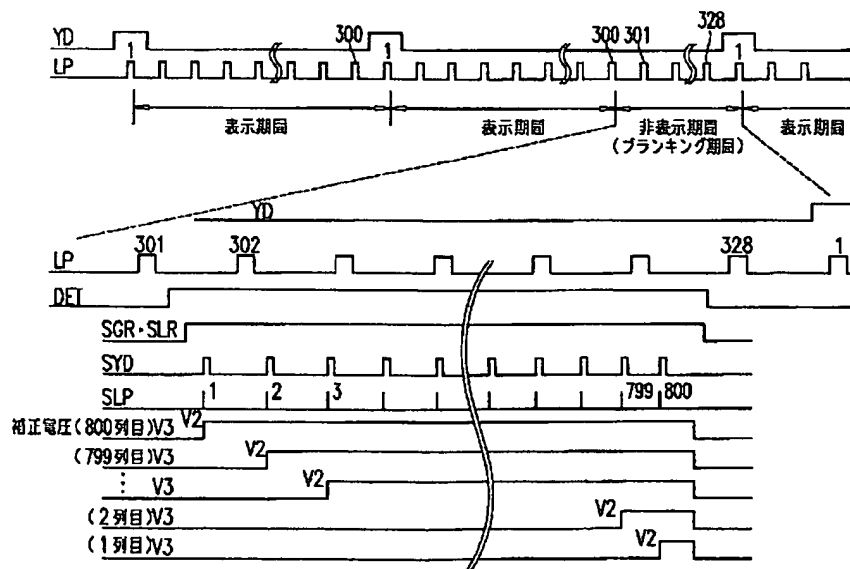 300 300 301 328
YD 1 1 1
LP
表示期間 表示期間 非表示期間 表示期間
(ブランキング期間)
YD
301 302 328 1
LP
DET
SGR・SLR
SYD
SLP 1 2 3 799 800
補正電圧(800列目)V3 V2
(799列目)V3 V2
⋮ V3 V2
(2列目)V3 V2
(1列目)V3 V2